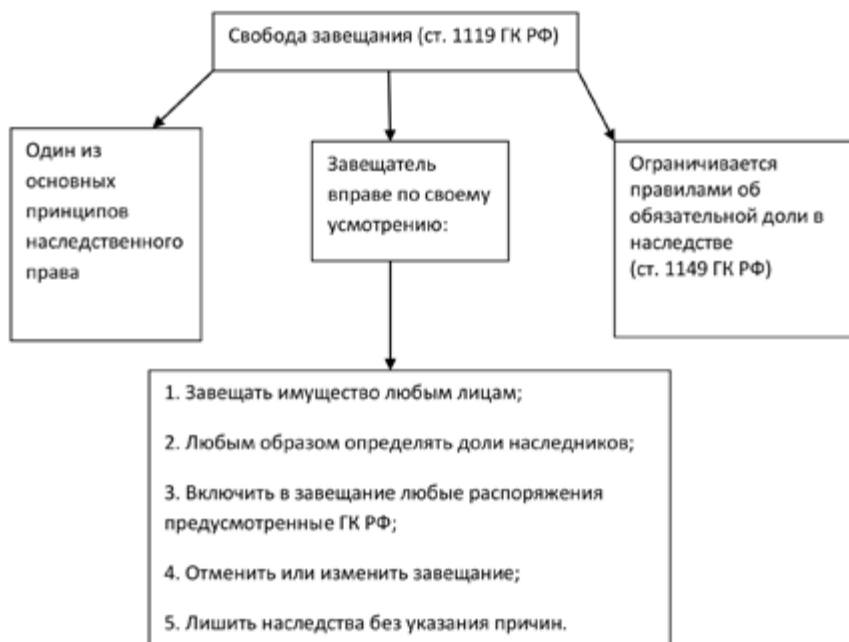 Свобода завещания (ст. 1119 ГК РФ)
Один из
основных
принципов
наследственного
права
Завещатель
вправе по своему
усмотрению:
Ограничивается
правилами об
обязательной доли в
наследстве
(ст. 1149 ГК РФ)
1. Завещать имущество любым лицам;
2. Любым образом определять доли наследников;
3. Включить в завещание любые распоряжения
предусмотренные ГК РФ;
4. Отменить или изменить завещание;
5. Лишить наследства без указания причин.